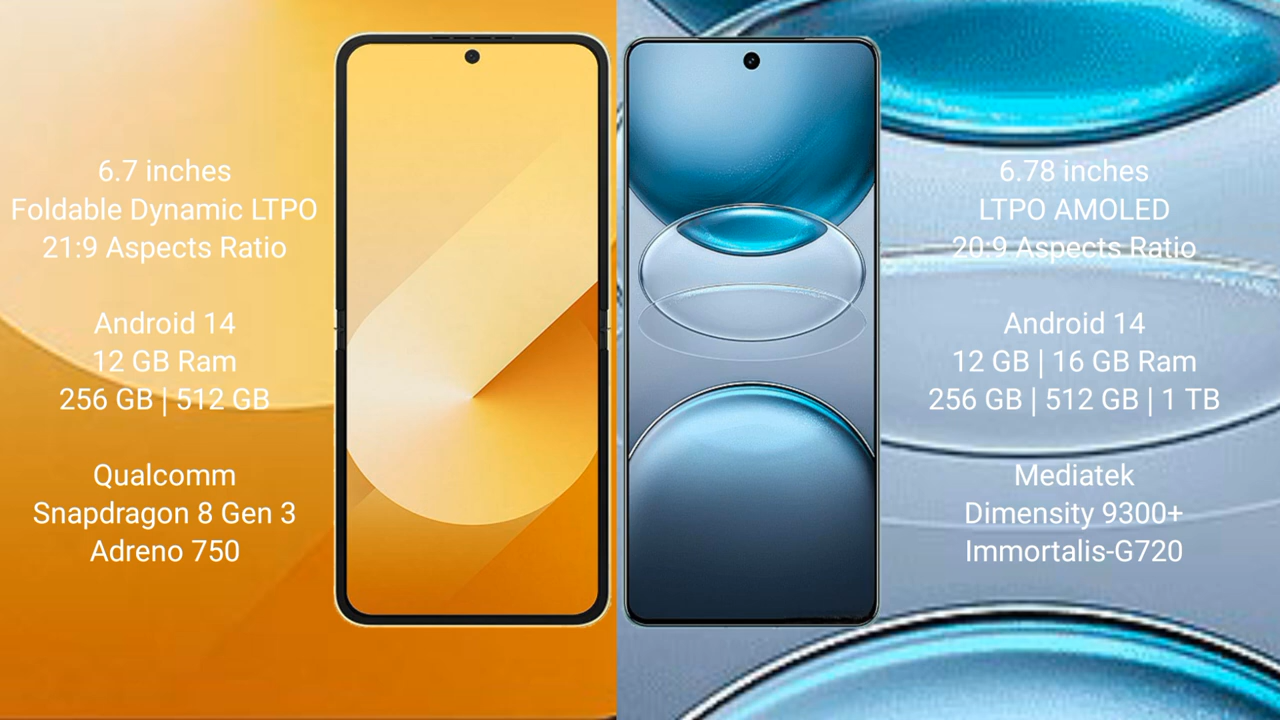 6.7 inches
Foldable Dynamic LTPO
21:9 Aspects Ratio
Android 14
12 GB Ram
256 GB | 512 GB
Qualcomm
Snapdragon 8 Gen 3
Adreno 750
6.78 inches
LTPO AMOLED
20:9 Aspects Ratio
Android 14
12 GB | 16 GB Ram
256 GB | 512 GB | 1 TB
Mediatek
Dimensity 9300+
Immortalis-G720